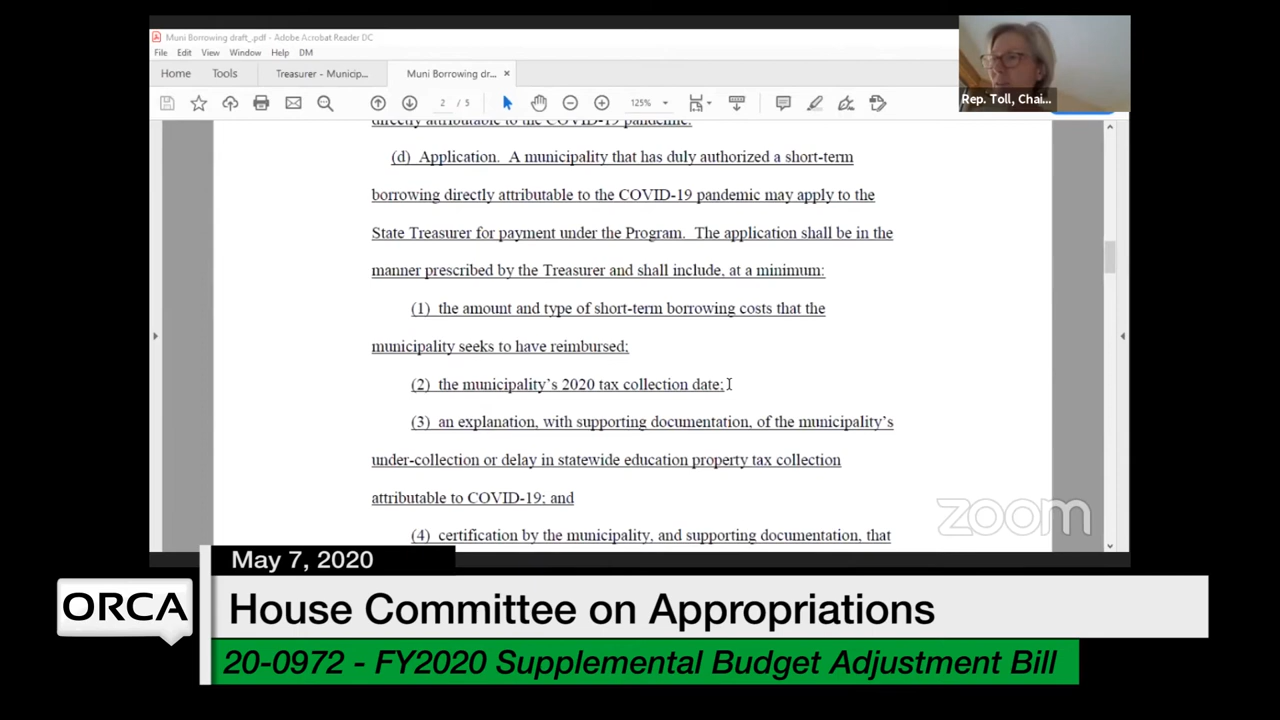 Muni Borrowing draft_.pdf - Adobe Acrobat Reader DC
File Edit View Window Help DM
Home Tools Treasurer - Municip... Muni Borrowing dr... ×
2 / 5 125%
Rep. Toll, Chai...
directly attributable to the COVID-19 pandemic.
(d) Application. A municipality that has duly authorized a short-term
borrowing directly attributable to the COVID-19 pandemic may apply to the
State Treasurer for payment under the Program. The application shall be in the
manner prescribed by the Treasurer and shall include, at a minimum:
(1) the amount and type of short-term borrowing costs that the
municipality seeks to have reimbursed;
(2) the municipality’s 2020 tax collection date;
(3) an explanation, with supporting documentation, of the municipality’s
under-collection or delay in statewide education property tax collection
attributable to COVID-19; and
(4) certification by the municipality, and supporting documentation, that
zoom
May 7, 2020
ORCA
House Committee on Appropriations
20-0972 - FY2020 Supplemental Budget Adjustment Bill